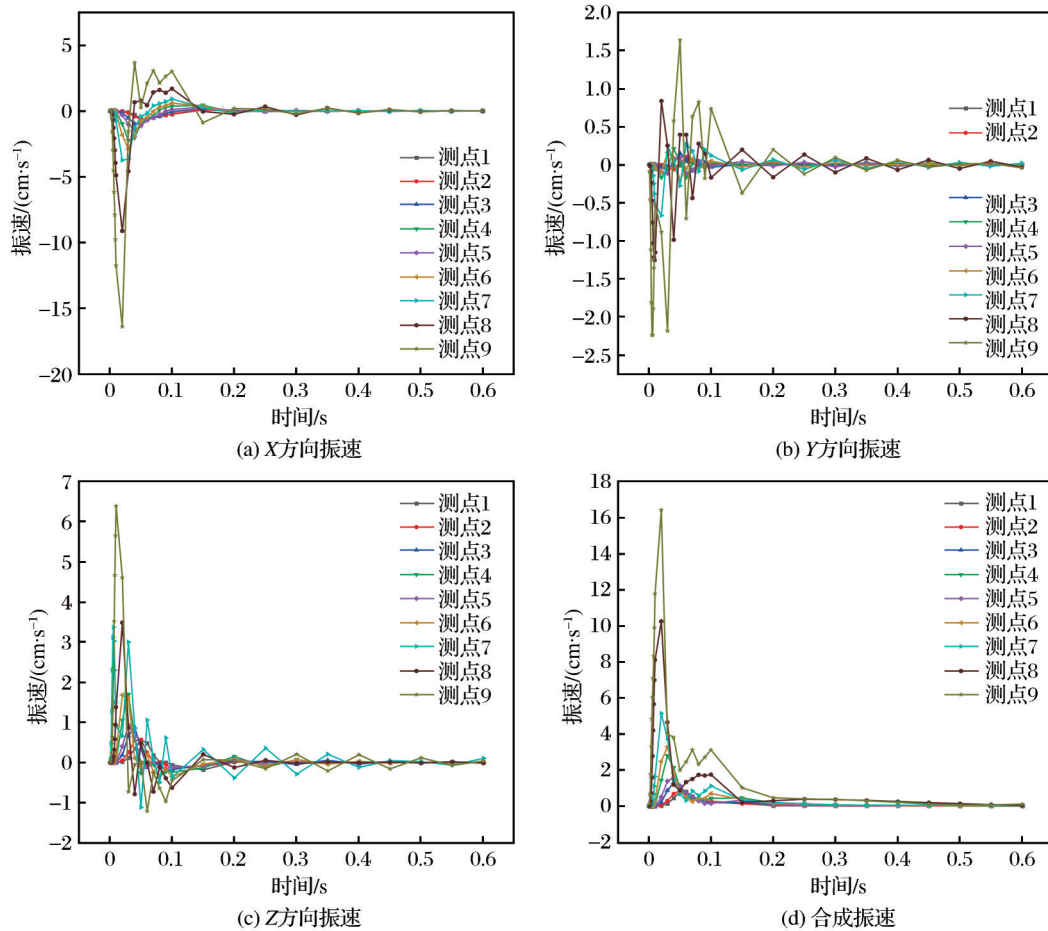 5
0
−5
−10
−15
−20
振速/(cm·s⁻¹)
测点1
测点2
测点3
测点4
测点5
测点6
测点7
测点8
测点9
0 0.1 0.2 0.3 0.4 0.5 0.6
时间/s
(a) X方向振速
2.0
1.5
1.0
0.5
0
−0.5
−1.0
−1.5
−2.0
−2.5
振速/(cm·s⁻¹)
测点1
测点2
测点3
测点4
测点5
测点6
测点7
测点8
测点9
0 0.1 0.2 0.3 0.4 0.5 0.6
时间/s
(b) Y方向振速
7
6
5
4
3
2
1
0
−1
−2
振速/(cm·s⁻¹)
测点1
测点2
测点3
测点4
测点5
测点6
测点7
测点8
测点9
0 0.1 0.2 0.3 0.4 0.5 0.6
时间/s
(c) Z方向振速
18
16
14
12
10
8
6
4
2
0
−2
振速/(cm·s⁻¹)
测点1
测点2
测点3
测点4
测点5
测点6
测点7
测点8
测点9
0 0.1 0.2 0.3 0.4 0.5 0.6
时间/s
(d) 合成振速